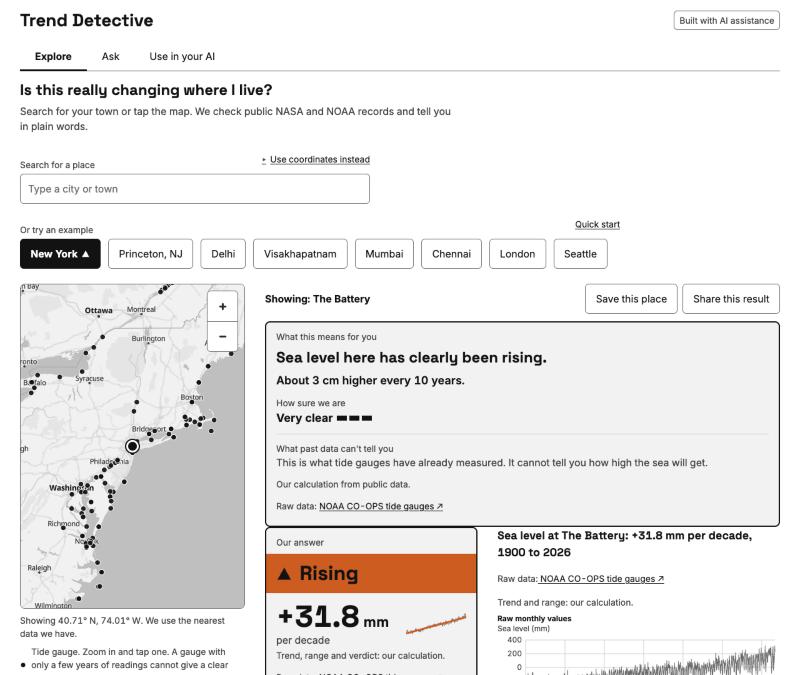 Trend Detective
Built with AI assistance
Explore
Ask
Use in your AI
Is this really changing where I live?
Search for your town or tap the map. We check public NASA and NOAA records and tell you
in plain words.
Search for a place
▸ Use coordinates instead
Type a city or town
Or try an example
Quick start
New York ▲
Princeton, NJ
Delhi
Visakhapatnam
Mumbai
Chennai
London
Seattle
n Bay
Ottawa
Montreal
Burlington
ronto
Syracuse
Boston
Bridgeport
gh
Philadelphia
Washington
Richmond
Raleigh
Wilmington
+
−
Showing 40.71° N, 74.01° W. We use the nearest
data we have.
Tide gauge. Zoom in and tap one. A gauge with
only a few years of readings cannot give a clear
Showing: The Battery
Save this place
Share this result
What this means for you
Sea level here has clearly been rising.
About 3 cm higher every 10 years.
How sure we are
Very clear
What past data can't tell you
This is what tide gauges have already measured. It cannot tell you how high the sea will get.
Our calculation from public data.
Raw data: NOAA CO-OPS tide gauges ↗
Our answer
▲ Rising
+31.8 mm
per decade
Trend, range and verdict: our calculation.
Sea level at The Battery: +31.8 mm per decade,
1900 to 2026
Raw data: NOAA CO-OPS tide gauges ↗
Trend and range: our calculation.
Raw monthly values
Sea level (mm)
400
200
0